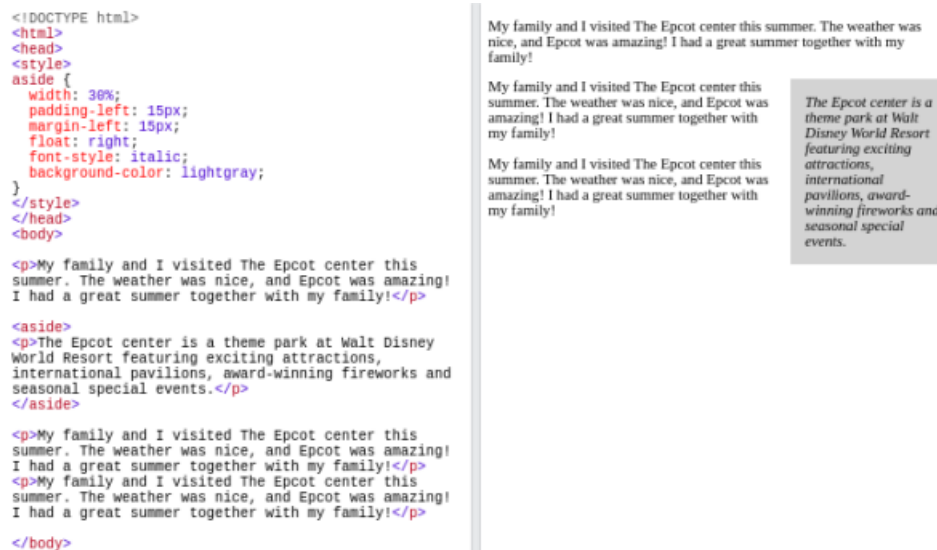 <!DOCTYPE html>
<html>
<head>
<style>
aside {
  width: 30%;
  padding-left: 15px;
  margin-left: 15px;
  float: right;
  font-style: italic;
  background-color: lightgray;
}
</style>
</head>
<body>

<p>My family and I visited The Epcot center this
summer. The weather was nice, and Epcot was amazing!
I had a great summer together with my family!</p>

<aside>
<p>The Epcot center is a theme park at Walt Disney
World Resort featuring exciting attractions,
international pavilions, award-winning fireworks and
seasonal special events.</p>
</aside>

<p>My family and I visited The Epcot center this
summer. The weather was nice, and Epcot was amazing!
I had a great summer together with my family!</p>
<p>My family and I visited The Epcot center this
summer. The weather was nice, and Epcot was amazing!
I had a great summer together with my family!</p>

</body>

My family and I visited The Epcot center this summer. The weather was
nice, and Epcot was amazing! I had a great summer together with my
family!

My family and I visited The Epcot center this
summer. The weather was nice, and Epcot was
amazing! I had a great summer together with
my family!

My family and I visited The Epcot center this
summer. The weather was nice, and Epcot was
amazing! I had a great summer together with
my family!

The Epcot center is a
theme park at Walt
Disney World Resort
featuring exciting
attractions,
international
pavilions, award-
winning fireworks and
seasonal special
events.